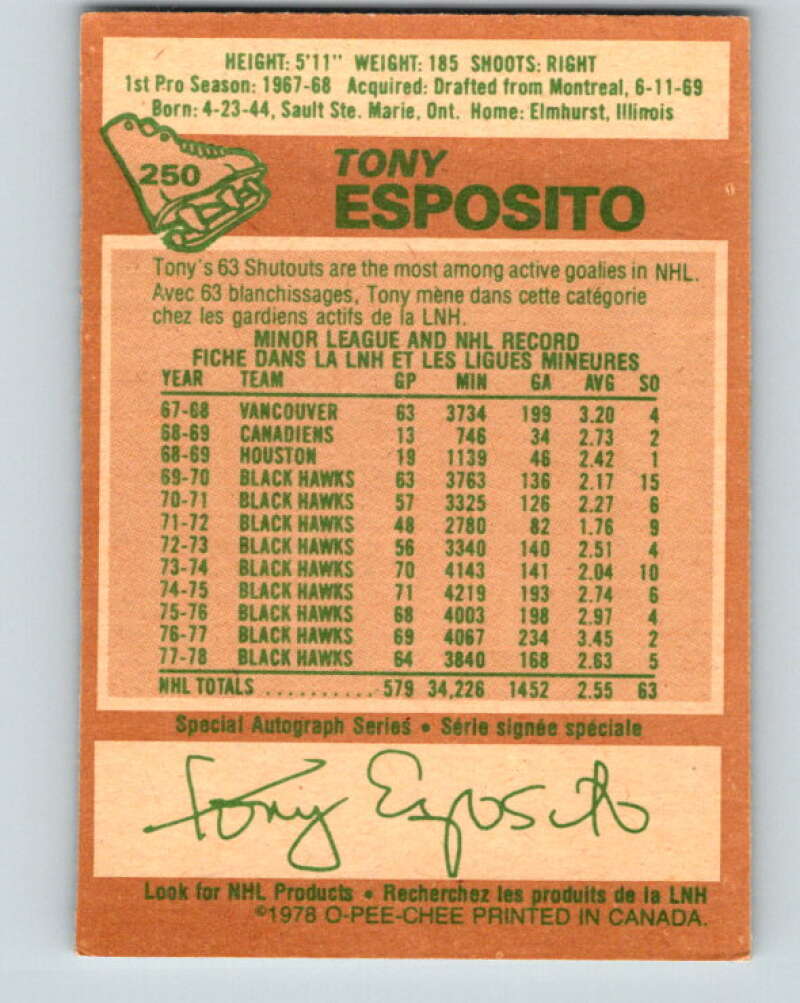 HEIGHT: 5'11" WEIGHT: 185 SHOOTS: RIGHT
1st Pro Season: 1967-68 Acquired: Drafted from Montreal, 6-11-69
Born: 4-23-44, Sault Ste. Marie, Ont. Home: Elmhurst, Illinois
250
TONY
ESPOSITO
Tony's 63 Shutouts are the most among active goalies in NHL.
Avec 63 blanchissages, Tony mène dans cette catégorie
chez les gardiens actifs de la LNH.
MINOR LEAGUE AND NHL RECORD
FICHE DANS LA LNH ET LES LIGUES MINEURES
YEAR TEAM GP MIN GA AVG SO
67-68 VANCOUVER 63 3734 199 3.20 4
68-69 CANADIENS 13 746 34 2.73 2
68-69 HOUSTON 19 1139 46 2.42 1
69-70 BLACK HAWKS 63 3763 136 2.17 15
70-71 BLACK HAWKS 57 3325 126 2.27 6
71-72 BLACK HAWKS 48 2780 82 1.76 9
72-73 BLACK HAWKS 56 3340 140 2.51 4
73-74 BLACK HAWKS 70 4143 141 2.04 10
74-75 BLACK HAWKS 71 4219 193 2.74 6
75-76 BLACK HAWKS 68 4003 198 2.97 4
76-77 BLACK HAWKS 69 4067 234 3.45 2
77-78 BLACK HAWKS 64 3840 168 2.63 5
NHL TOTALS .......... 579 34,226 1452 2.55 63
Special Autograph Series • Série signée spéciale
Tony Esposito
Look for NHL Products • Recherchez les produits de la LNH
©1978 O-PEE-CHEE PRINTED IN CANADA.